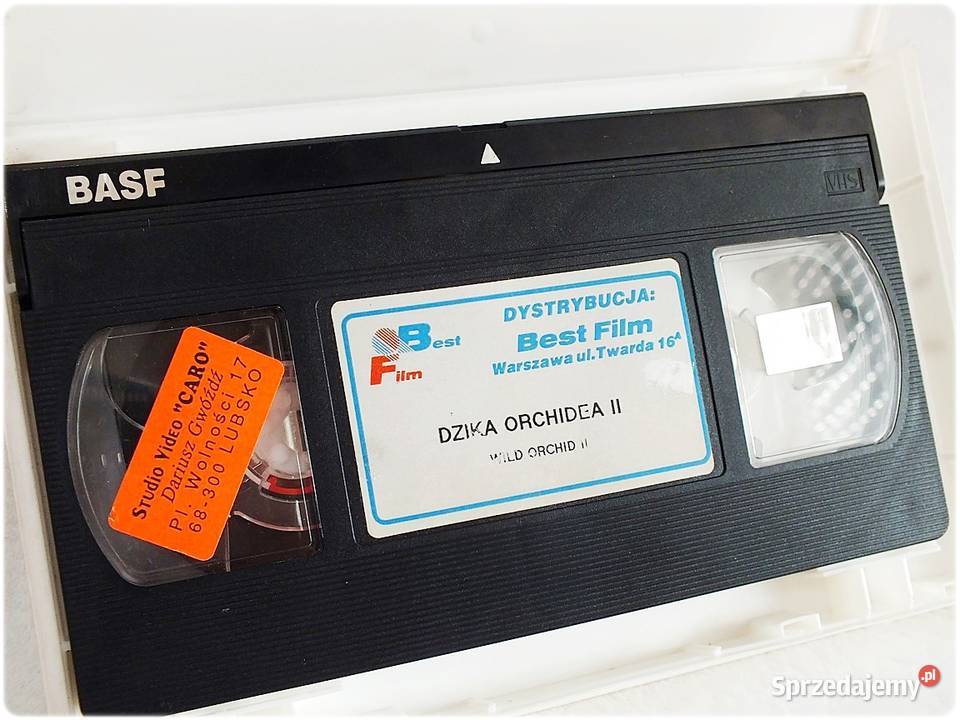 BASF
VHS
DYSTRYBUCJA:
Best Film
Best Film
Warszawa ul.Twarda 16A
DZIKA ORCHIDEA II
WILD ORCHID II
STUDIO VIDEO "CARO"
Dariusz Gwóźdź
Pl. Wolności 17
68-300 LUBSKO
Sprzedajemy.pl